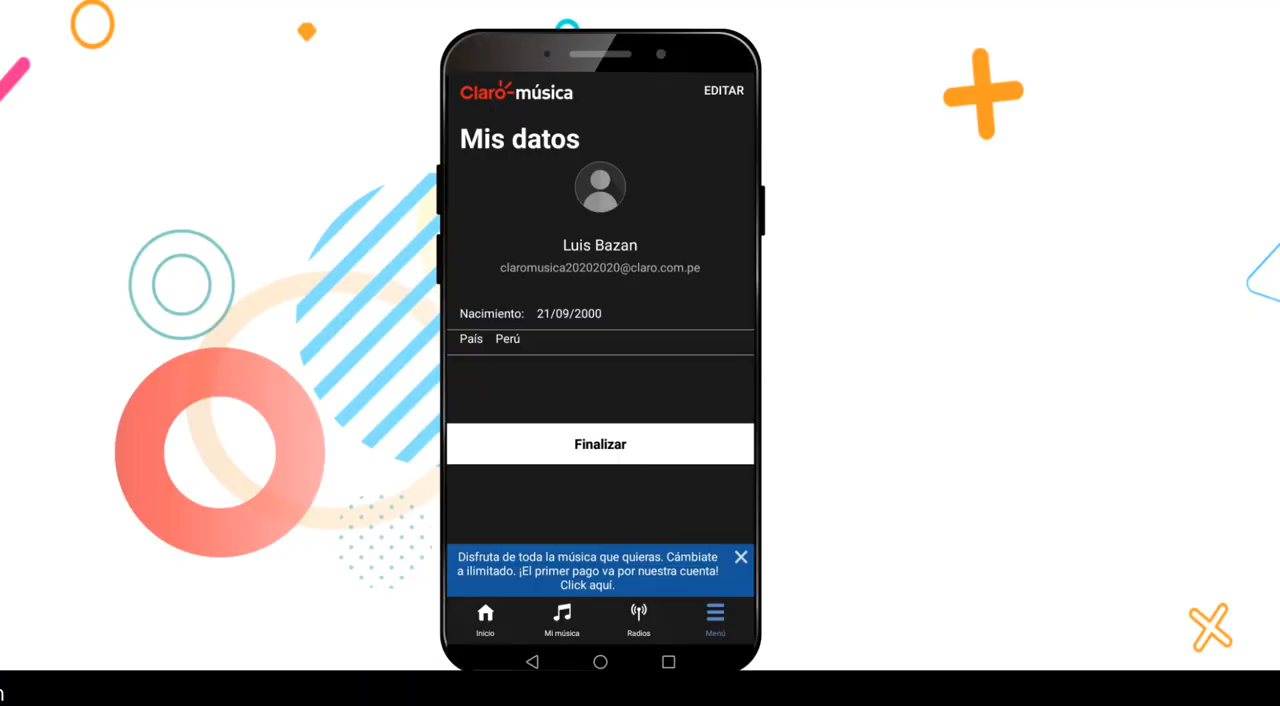 Claro-música
EDITAR
Mis datos
Luis Bazan
claromusica20202020@claro.com.pe
Nacimiento: 21/09/2000
País Perú
Finalizar
Disfruta de toda la música que quieras. Cámbiate
a ilimitado. ¡El primer pago va por nuestra cuenta!
Click aquí.
Inicio
Mi música
Radios
Menú